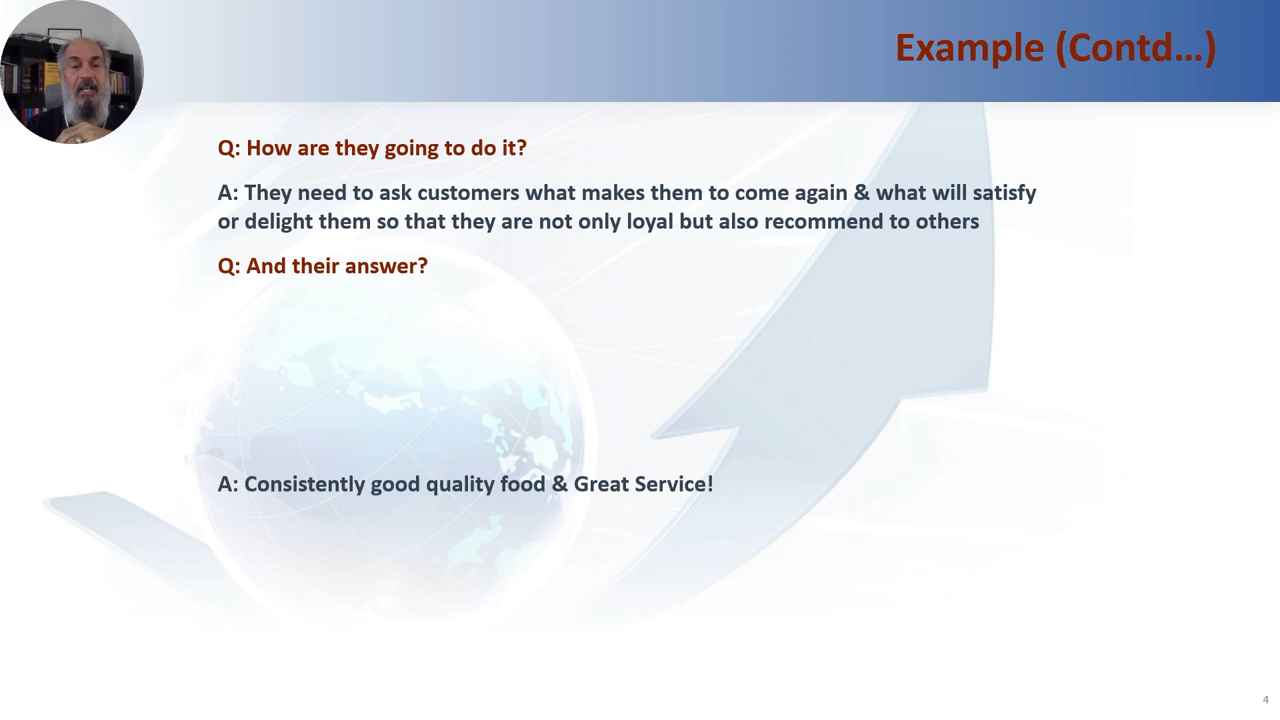 Example (Contd...)
Q: How are they going to do it?
A: They need to ask customers what makes them to come again & what will satisfy
or delight them so that they are not only loyal but also recommend to others
Q: And their answer?
A: Consistently good quality food & Great Service!
4